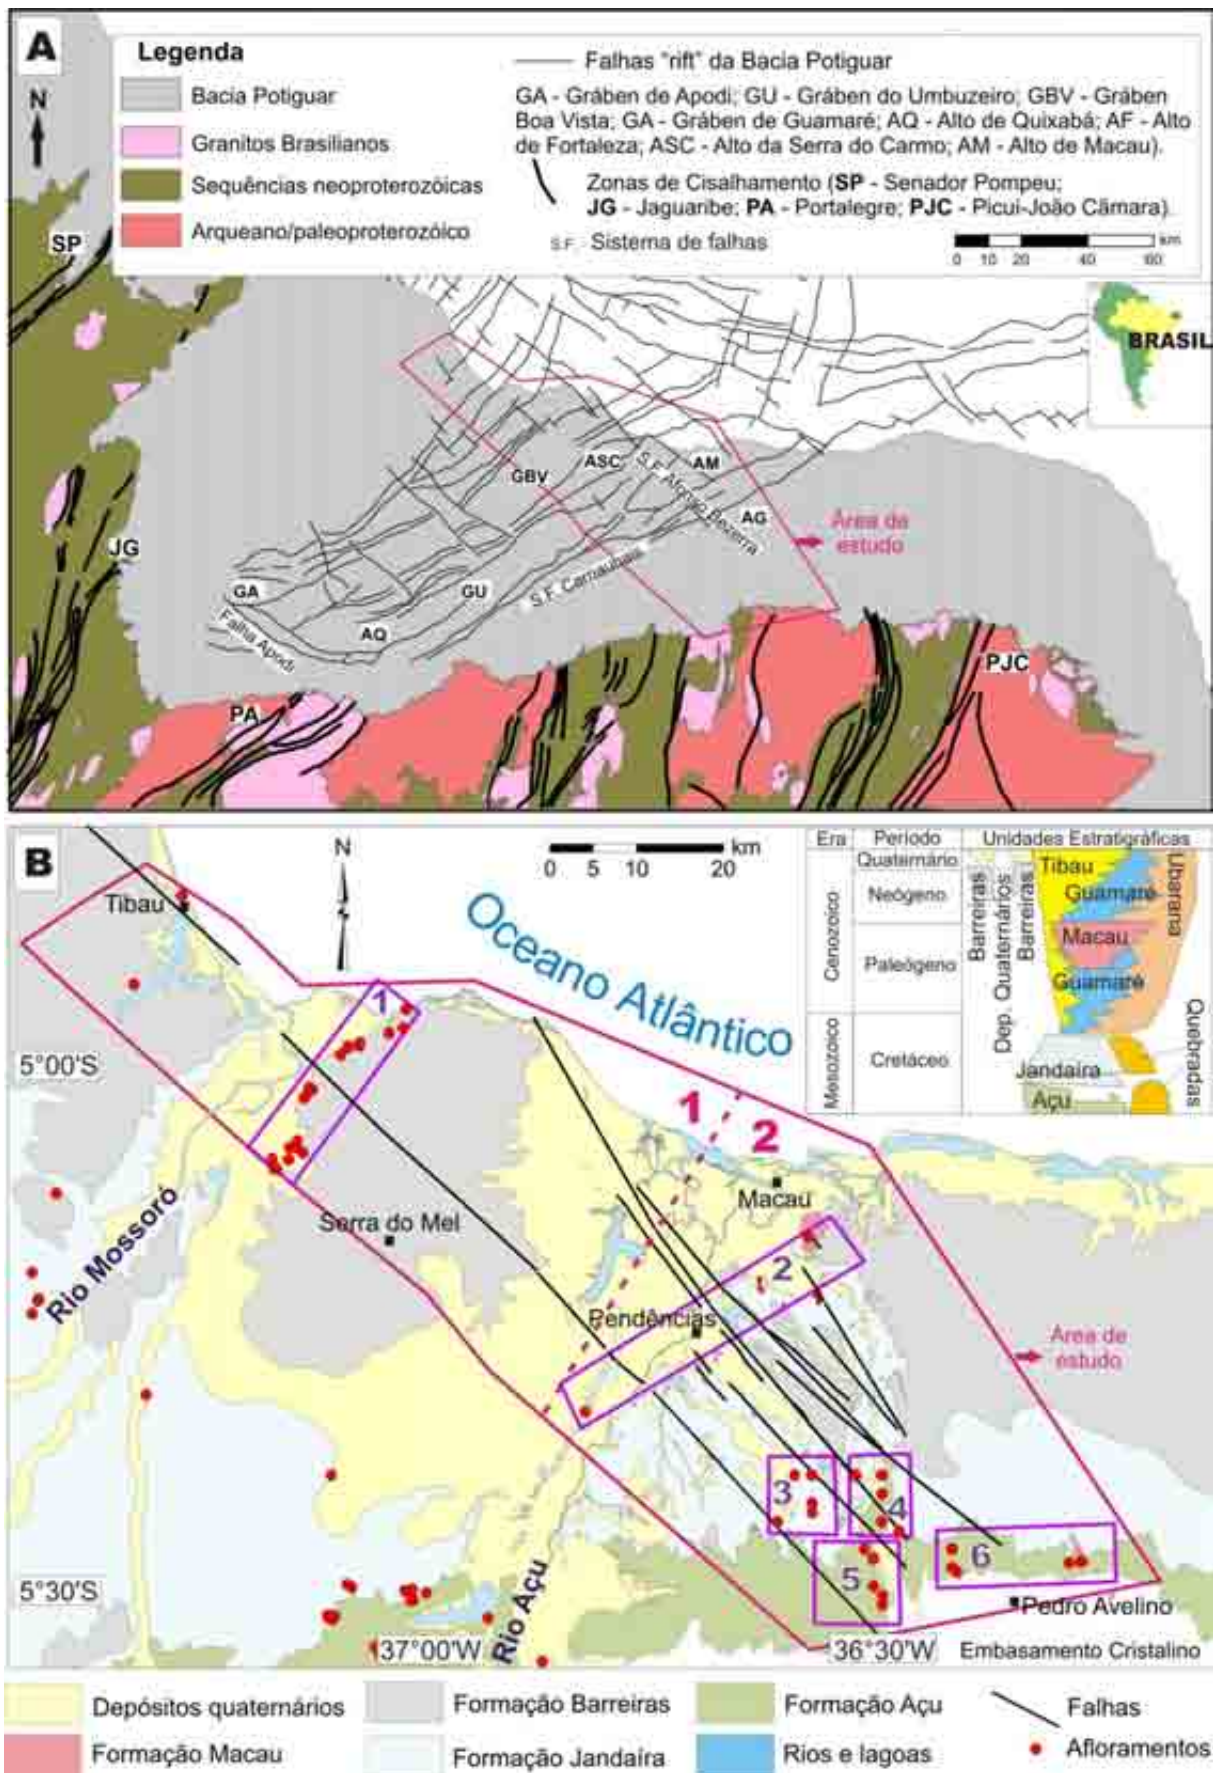 A
Legenda
N
Bacia Potiguar
Granitos Brasilianos
Sequências neoproterozóicas
Arqueano/paleoproterozóico
Falhas "rift" da Bacia Potiguar
GA - Gráben de Apodi; GU - Gráben do Umbuzeiro; GBV - Gráben
Boa Vista; GA - Gráben de Guamaré; AQ - Alto de Quixabá; AF - Alto
de Fortaleza; ASC - Alto da Serra do Carmo; AM - Alto de Macau).
Zonas de Cisalhamento (SP - Senador Pompeu;
JG - Jaguaribe; PA - Portalegre; PJC - Picui-João Câmara).
S.F. - Sistema de falhas
km
0 10 20 40 60
SP
BRASIL
ASC
AM
GBV
S.F. Afonso Bezerra
AG
Área de
estudo
JG
GA
GU
S.F. Carnaubais
AQ
Falha Apodi
PJC
PA
B
N
km
0 5 10 20
Era
Período
Unidades Estratigráficas
Cenozoico
Mesozoico
Quaternário
Neógeno
Paleógeno
Cretáceo
Barreiras
Dep. Quaternários
Barreiras
Tibau
Guamaré
Macau
Guamaré
Ubarana
Quebradas
Jandaíra
Açu
Tibau
Oceano Atlântico
1
5°00'S
1
2
Macau
Rio Mossoró
Serra do Mel
2
Pendências
Área de
estudo
3
4
5
6
5°30'S
Rio Açu
Pedro Avelino
37°00'W
36°30'W
Embasamento Cristalino
Depósitos quaternários
Formação Barreiras
Formação Açu
Falhas
Formação Macau
Formação Jandaíra
Rios e lagoas
Afloramentos